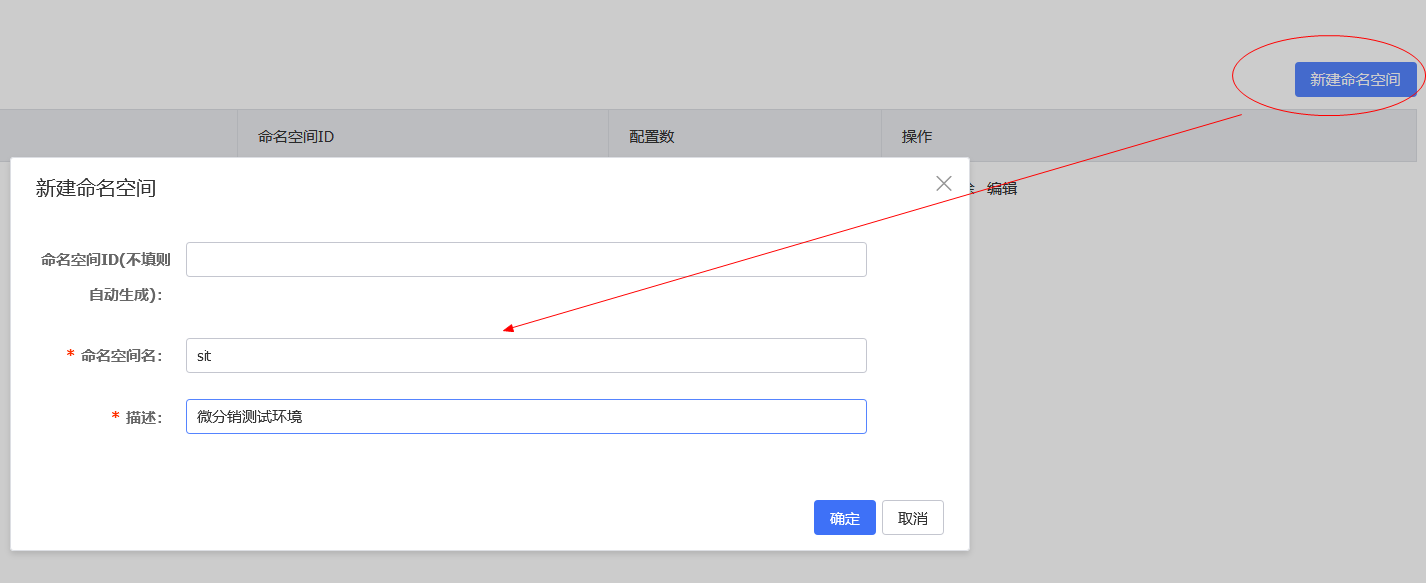 新建命名空间
命名空间ID 配置数 操作
编辑
新建命名空间
命名空间ID(不填则
自动生成):
* 命名空间名: sit
* 描述: 微分销测试环境
确定 取消